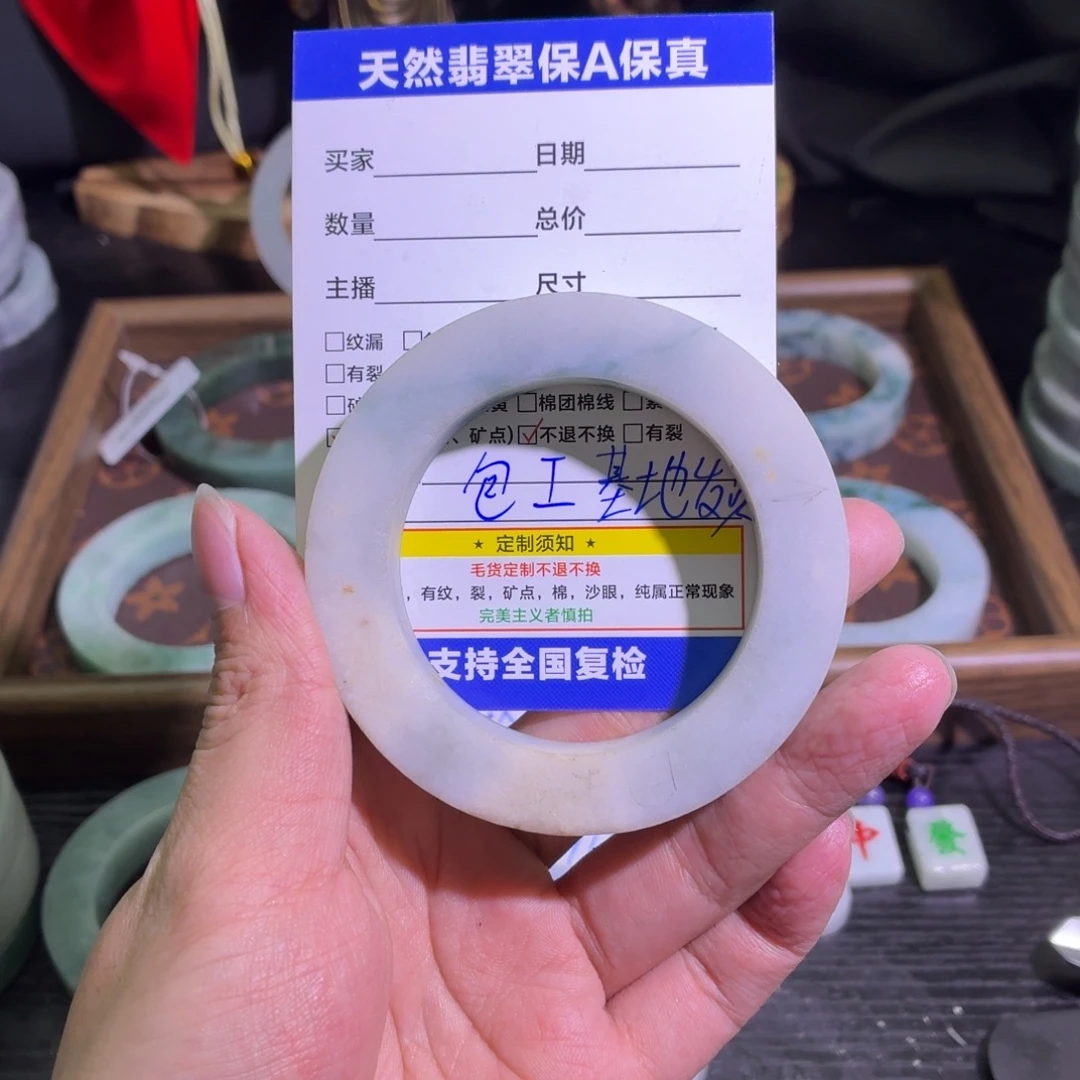 天然翡翠保A保真
买家 日期
数量 总价
主播 尺寸
□纹漏
□有裂
□棉团棉线 □
、矿点) ☑不退不换 □有裂
包工 基地发
★ 定制须知 ★
毛货定制不退不换
，有纹，裂，矿点，棉，沙眼，纯属正常现象
完美主义者慎拍
支持全国复检
中
發